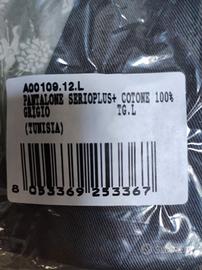 A00109.12.L
PANTALONE SERIOPLUS+ COTONE 100%
GRIGIO TG.L
(TUNISIA)
8 053369 253367